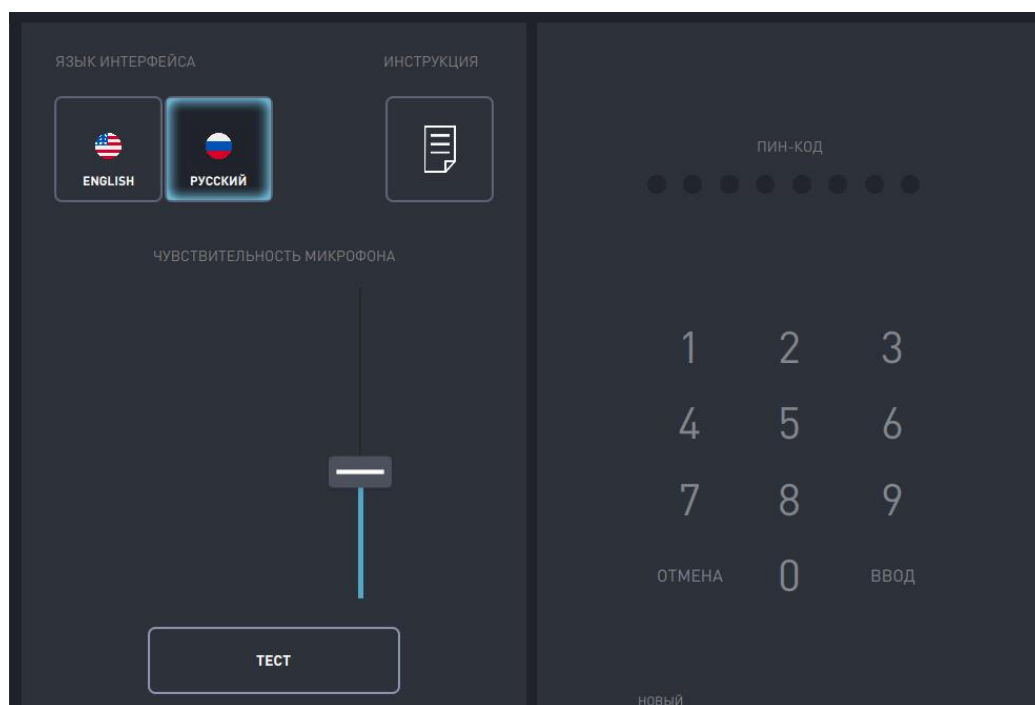 ЯЗЫК ИНТЕРФЕЙСА
ИНСТРУКЦИЯ
ENGLISH
РУССКИЙ
ЧУВСТВИТЕЛЬНОСТЬ МИКРОФОНА
ТЕСТ
ПИН-КОД
1 2 3
4 5 6
7 8 9
ОТМЕНА 0 ВВОД
НОВЫЙ